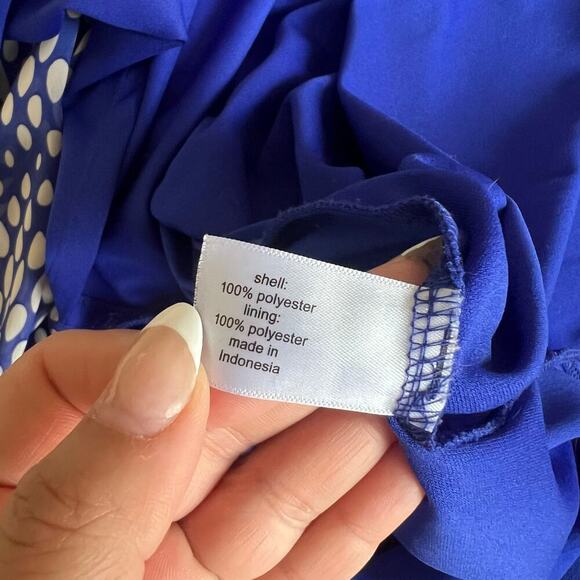 shell:
100% polyester
lining:
100% polyester
made in
Indonesia